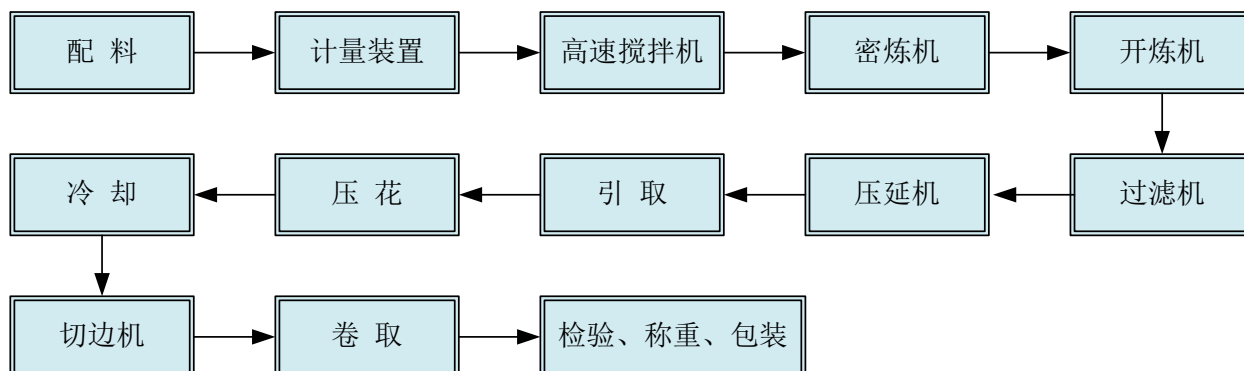 配 料
计量装置
高速搅拌机
密炼机
开炼机
过滤机
压延机
引 取
压 花
冷 却
切边机
卷 取
检验、称重、包装